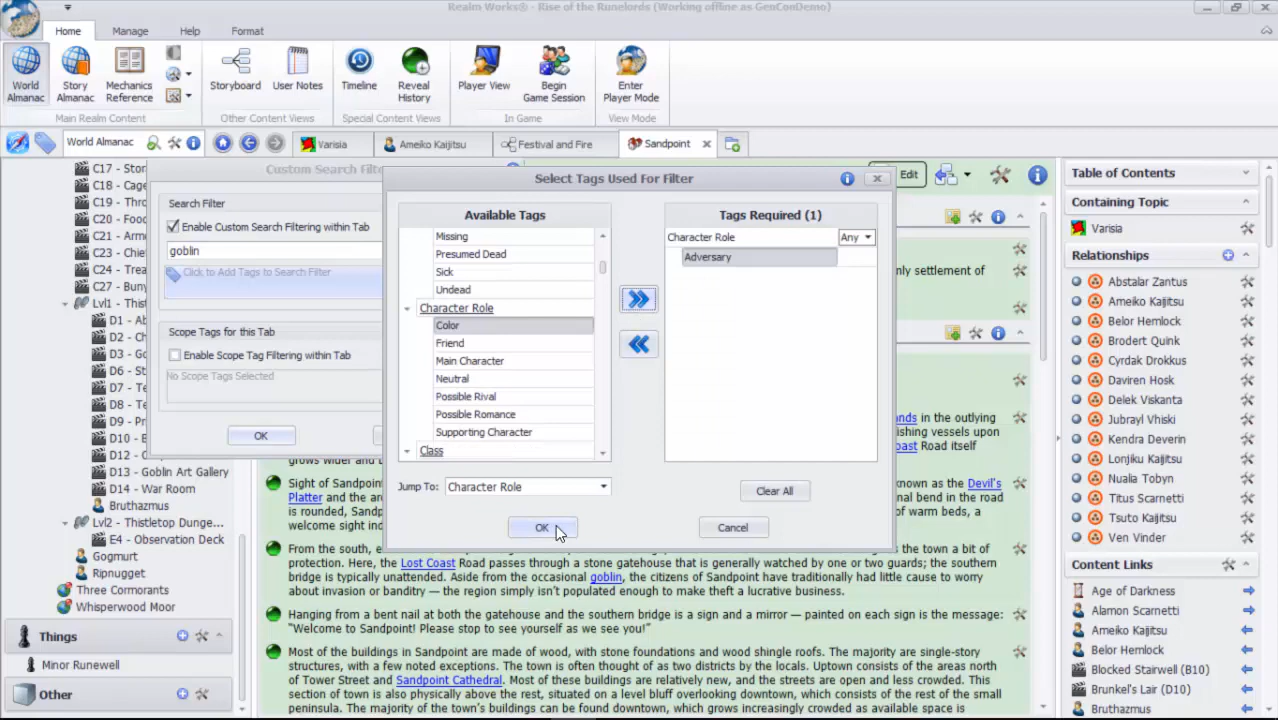 Realm Works® - Rise of the Runelords (Working offline as GenConDemo)
Home
Manage
Help
Format
World Almanac
Story Almanac
Mechanics Reference
Storyboard
User Notes
Timeline
Reveal History
Player View
Begin Game Session
Enter Player Mode
Main Realm Content
Other Content Views
Special Content Views
In Game
View Mode
World Almanac
Varisia
Ameiko Kaijitsu
Festival and Fire
Sandpoint
C17 - Stor
C18 - Cage
C19 - Thro
C20 - Food
C21 - Armo
C23 - Chie
C24 - Trea
C27 - Buny
Lvl1 - Thist
D1 - Ab
D2 - Ch
D3 - Go
D6 - St
D7 - Te
D8 - Te
D9 - Pr
D10 - B
D12 - C
D13 - Goblin Art Gallery
D14 - War Room
Bruthazmus
Lvl2 - Thistletop Dunge...
E4 - Observation Deck
Gogmurt
Ripnugget
Three Cormorants
Whisperwood Moor
Things
Minor Runewell
Other
Custom Search Filte
Search Filter
Enable Custom Search Filtering within Tab
goblin
Click to Add Tags to Search Filter
Scope Tags for this Tab
Enable Scope Tag Filtering within Tab
No Scope Tags Selected
OK
Select Tags Used For Filter
Available Tags
Missing
Presumed Dead
Sick
Undead
Character Role
Color
Friend
Main Character
Neutral
Possible Rival
Possible Romance
Supporting Character
Class
Jump To: Character Role
Tags Required (1)
Character Role Any
Adversary
Clear All
OK
Cancel
Edit
nly settlement of
ands in the outlying
ishing vessels upon
oast Road itself
grows wider and
Sight of Sandpoin
known as the Devil's
Platter and the ar
nal bend in the road
is rounded, Sandp
of warm beds, a
welcome sight ind
From the south, e
the town a bit of
protection. Here, the Lost Coast Road passes through a stone gatehouse that is generally watched by one or two guards; the southern
bridge is typically unattended. Aside from the occasional goblin, the citizens of Sandpoint have traditionally had little cause to worry
about invasion or banditry — the region simply isn't populated enough to make theft a lucrative business.
Hanging from a bent nail at both the gatehouse and the southern bridge is a sign and a mirror — painted on each sign is the message:
"Welcome to Sandpoint! Please stop to see yourself as we see you!"
Most of the buildings in Sandpoint are made of wood, with stone foundations and wood shingle roofs. The majority are single-story
structures, with a few noted exceptions. The town is often thought of as two districts by the locals. Uptown consists of the areas north
of Tower Street and Sandpoint Cathedral. Most of these buildings are relatively new, and the streets are open and less crowded. This
section of town is also physically above the rest, situated on a level bluff overlooking downtown, which consists of the rest of the small
peninsula. The majority of the town's buildings can be found downtown, which grows increasingly crowded as available space is
Table of Contents
Containing Topic
Varisia
Relationships
Abstalar Zantus
Ameiko Kaijitsu
Belor Hemlock
Brodert Quink
Cyrdak Drokkus
Daviren Hosk
Delek Viskanta
Jubrayl Vhiski
Kendra Deverin
Lonjiku Kaijitsu
Nualia Tobyn
Titus Scarnetti
Tsuto Kaijitsu
Ven Vinder
Content Links
Age of Darkness
Alamon Scarnetti
Ameiko Kaijitsu
Belor Hemlock
Blocked Stairwell (B10)
Brunkel's Lair (D10)
Bruthazmus